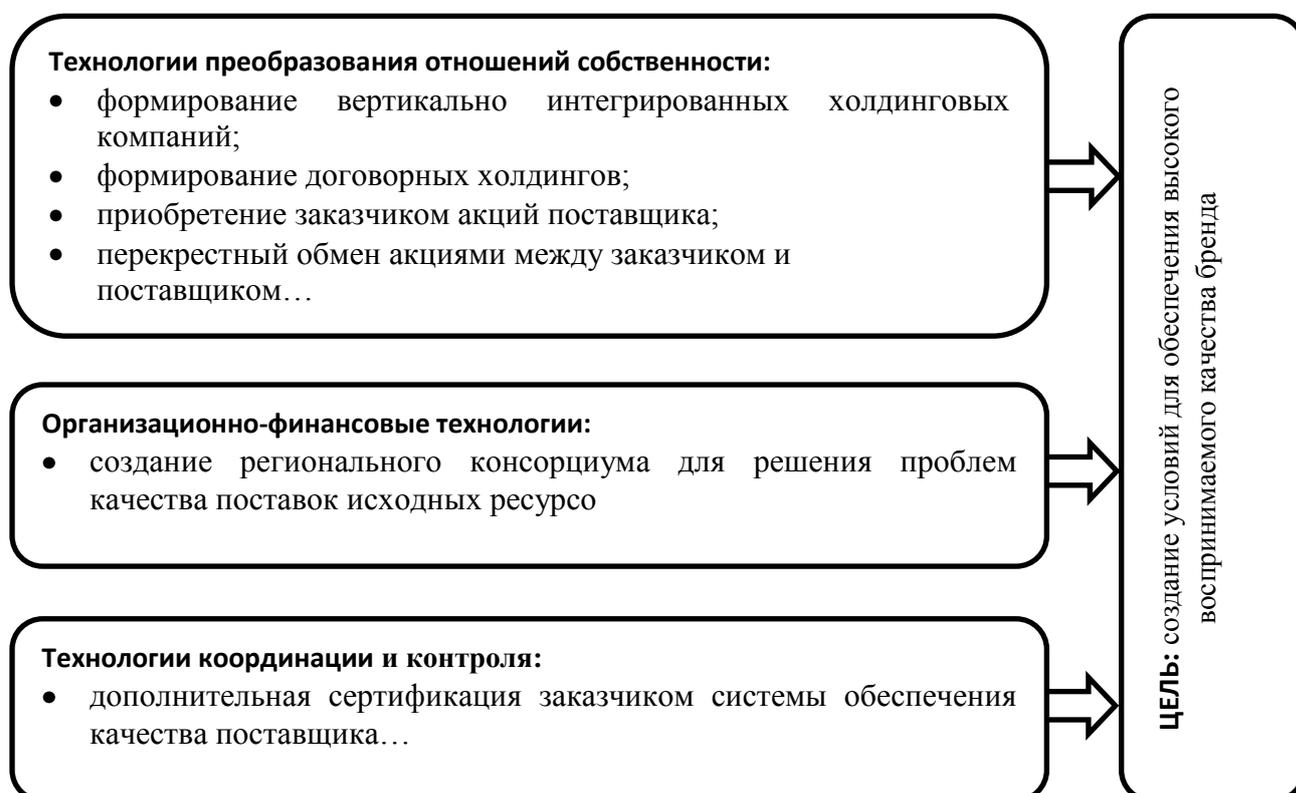 Технологии преобразования отношений собственности:
• формирование вертикально интегрированных холдинговых
компаний;
• формирование договорных холдингов;
• приобретение заказчиком акций поставщика;
• перекрестный обмен акциями между заказчиком и
поставщиком…
Организационно-финансовые технологии:
• создание регионального консорциума для решения проблем
качества поставок исходных ресурсо
Технологии координации и контроля:
• дополнительная сертификация заказчиком системы обеспечения
качества поставщика…
ЦЕЛЬ: создание условий для обеспечения высокого
воспринимаемого качества бренда